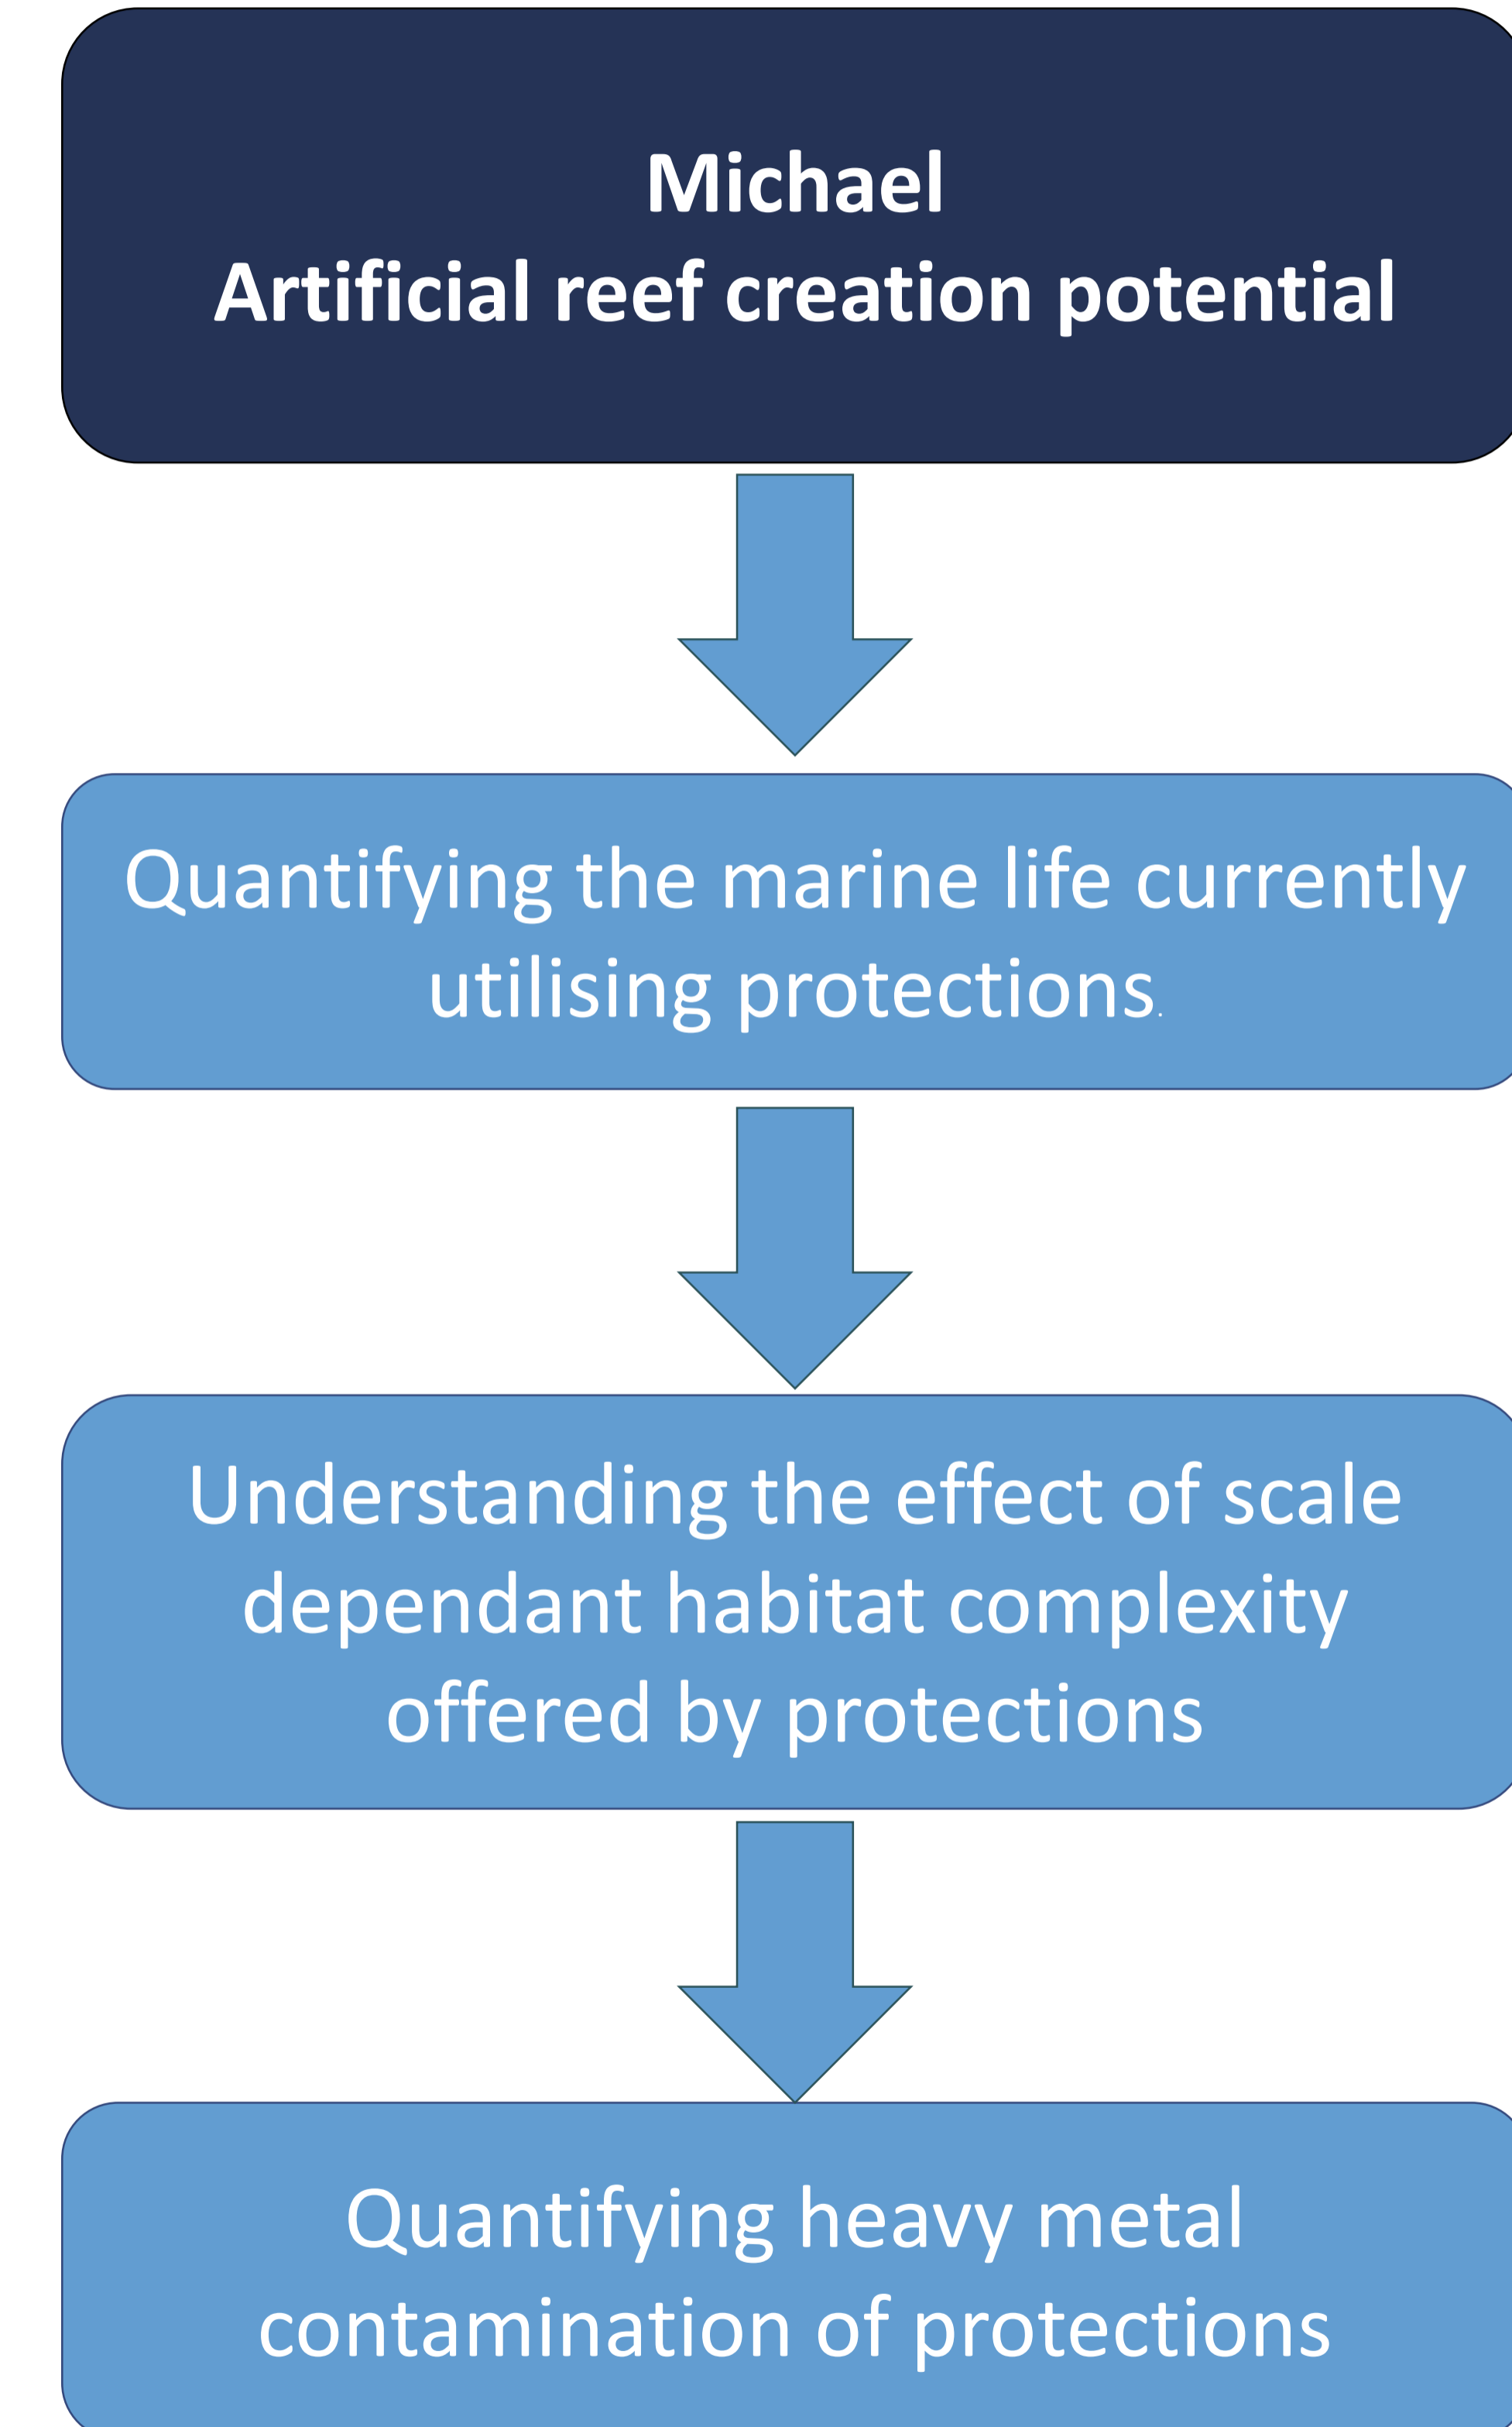 Michael
Artificial reef creation potential
Quantifying the marine life currently
utilising protections.
Understanding the effect of scale
dependant habitat complexity
offered by protections
Quantifying heavy metal
contamination of protections